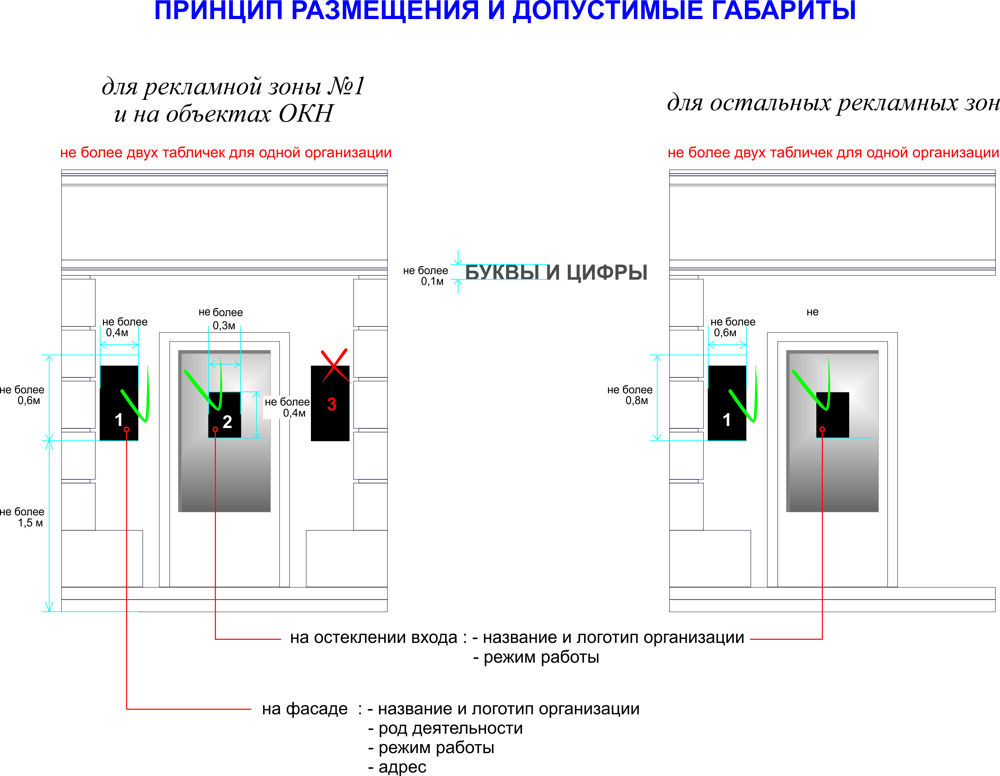 ПРИНЦИП РАЗМЕЩЕНИЯ И ДОПУСТИМЫЕ ГАБАРИТЫ
для рекламной зоны №1
и на объектах ОКН
для остальных рекламных зон
не более двух табличек для одной организации
не более двух табличек для одной организации
не более
0,1м
БУКВЫ И ЦИФРЫ
не более
0,3м
не более
0,4м
не
не более
0,6м
не более
0,6м
не более
0,4м
3
не более
0,8м
1
2
1
не более
1,5 м
на остеклении входа : - название и логотип организации
- режим работы
на фасаде : - название и логотип организации
- род деятельности
- режим работы
- адрес